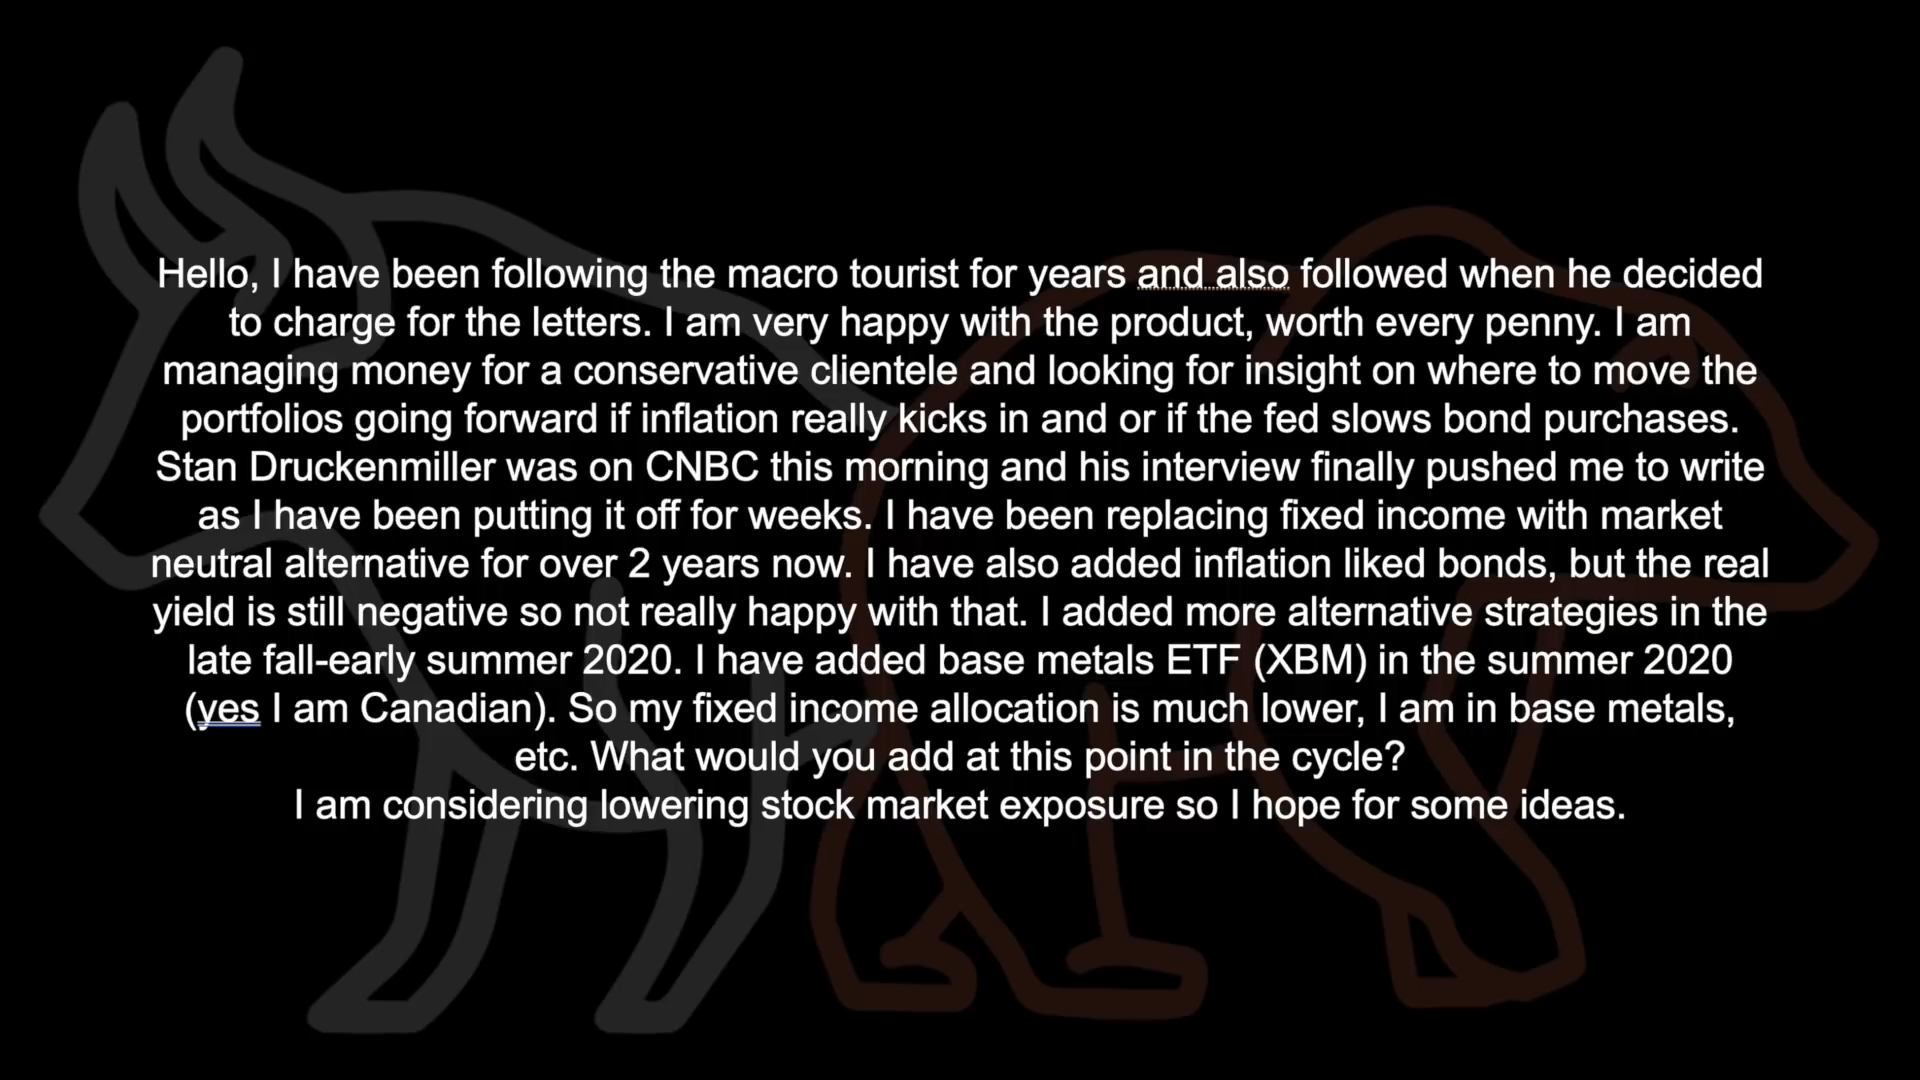 Hello, I have been following the macro tourist for years and also followed when he decided
to charge for the letters. I am very happy with the product, worth every penny. I am
managing money for a conservative clientele and looking for insight on where to move the
portfolios going forward if inflation really kicks in and or if the fed slows bond purchases.
Stan Druckenmiller was on CNBC this morning and his interview finally pushed me to write
as I have been putting it off for weeks. I have been replacing fixed income with market
neutral alternative for over 2 years now. I have also added inflation liked bonds, but the real
yield is still negative so not really happy with that. I added more alternative strategies in the
late fall-early summer 2020. I have added base metals ETF (XBM) in the summer 2020
(yes I am Canadian). So my fixed income allocation is much lower, I am in base metals,
etc. What would you add at this point in the cycle?
I am considering lowering stock market exposure so I hope for some ideas.